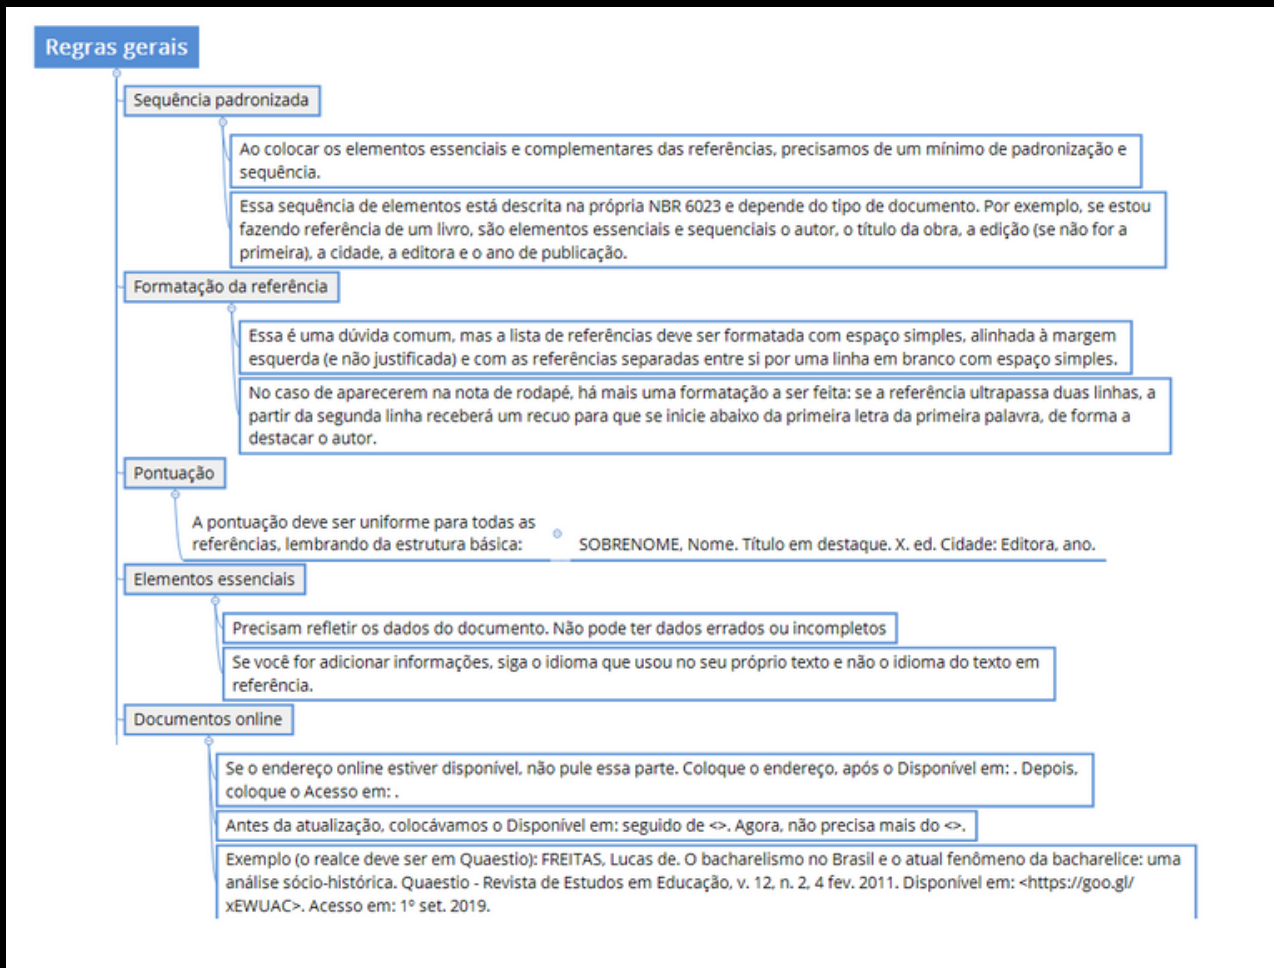 Regras gerais
Sequência padronizada
Ao colocar os elementos essenciais e complementares das referências, precisamos de um mínimo de padronização e
sequência.
Essa sequência de elementos está descrita na própria NBR 6023 e depende do tipo de documento. Por exemplo, se estou
fazendo referência de um livro, são elementos essenciais e sequenciais o autor, o título da obra, a edição (se não for a
primeira), a cidade, a editora e o ano de publicação.
Formatação da referência
Essa é uma dúvida comum, mas a lista de referências deve ser formatada com espaço simples, alinhada à margem
esquerda (e não justificada) e com as referências separadas entre si por uma linha em branco com espaço simples.
No caso de aparecerem na nota de rodapé, há mais uma formatação a ser feita: se a referência ultrapassa duas linhas, a
partir da segunda linha receberá um recuo para que se inicie abaixo da primeira letra da primeira palavra, de forma a
destacar o autor.
Pontuação
A pontuação deve ser uniforme para todas as
referências, lembrando da estrutura básica:
SOBRENOME, Nome. Título em destaque. X. ed. Cidade: Editora, ano.
Elementos essenciais
Precisam refletir os dados do documento. Não pode ter dados errados ou incompletos
Se você for adicionar informações, siga o idioma que usou no seu próprio texto e não o idioma do texto em
referência.
Documentos online
Se o endereço online estiver disponível, não pule essa parte. Coloque o endereço, após o Disponível em: . Depois,
coloque o Acesso em: .
Antes da atualização, colocávamos o Disponível em: seguido de <>. Agora, não precisa mais do <>.
Exemplo (o realce deve ser em Quaestio): FREITAS, Lucas de. O bacharelismo no Brasil e o atual fenômeno da bacharelice: uma
análise sócio-histórica. Quaestio - Revista de Estudos em Educação, v. 12, n. 2, 4 fev. 2011. Disponível em: <https://goo.gl/
xEWUAC>. Acesso em: 1º set. 2019.